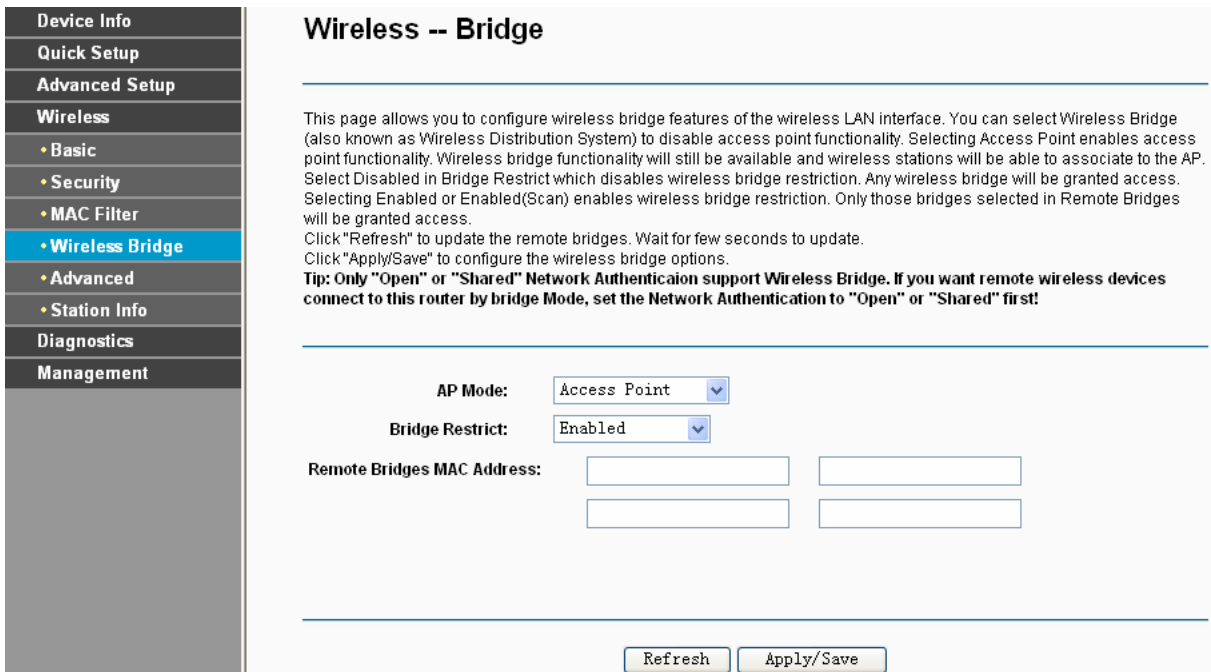 Device Info
Quick Setup
Advanced Setup
Wireless
•Basic
•Security
•MAC Filter
•Wireless Bridge
•Advanced
•Station Info
Diagnostics
Management
Wireless -- Bridge
This page allows you to configure wireless bridge features of the wireless LAN interface. You can select Wireless Bridge
(also known as Wireless Distribution System) to disable access point functionality. Selecting Access Point enables access
point functionality. Wireless bridge functionality will still be available and wireless stations will be able to associate to the AP.
Select Disabled in Bridge Restrict which disables wireless bridge restriction. Any wireless bridge will be granted access.
Selecting Enabled or Enabled(Scan) enables wireless bridge restriction. Only those bridges selected in Remote Bridges
will be granted access.
Click "Refresh" to update the remote bridges. Wait for few seconds to update.
Click "Apply/Save" to configure the wireless bridge options.
Tip: Only "Open" or "Shared" Network Authenticaion support Wireless Bridge. If you want remote wireless devices
connect to this router by bridge Mode, set the Network Authentication to "Open" or "Shared" first!
AP Mode: Access Point
Bridge Restrict: Enabled
Remote Bridges MAC Address:
Refresh Apply/Save